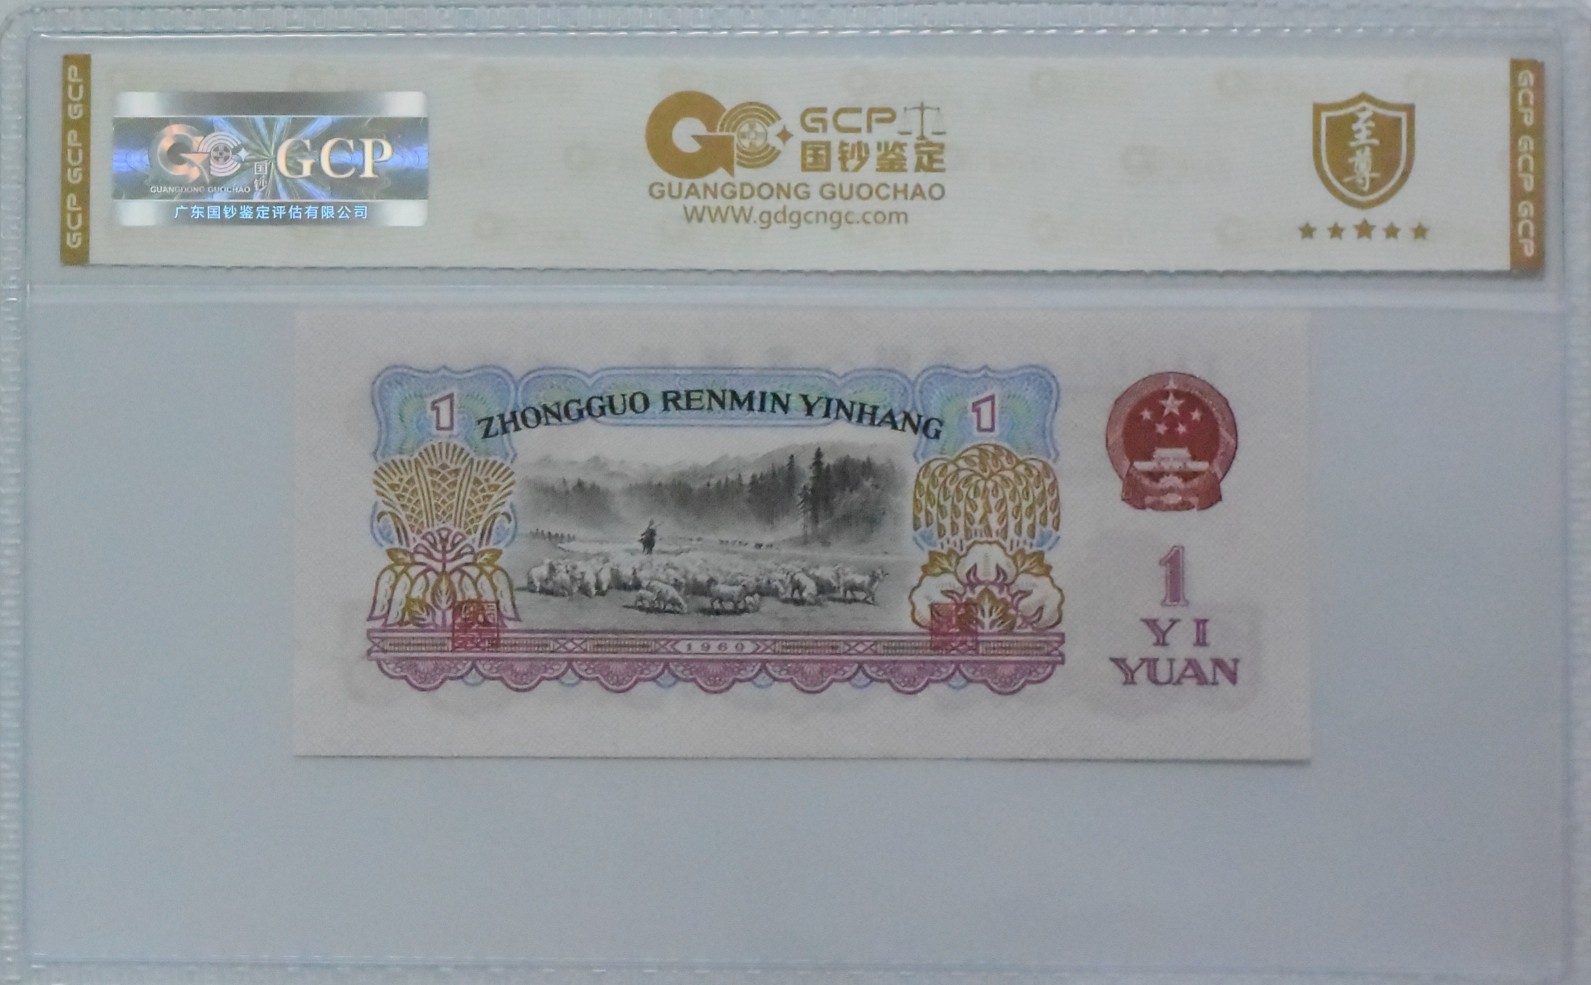 GCP GCP GCP
GCP
GUANGDONG GUOCHAO
国钞
广东国钞鉴定评估有限公司
GCP
国钞鉴定
GUANGDONG GUOCHAO
WWW.gdgcngc.com
至尊
GCP GCP GCP
1
ZHONGGUO RENMIN YINHANG
1
1960
1
YI
YUAN